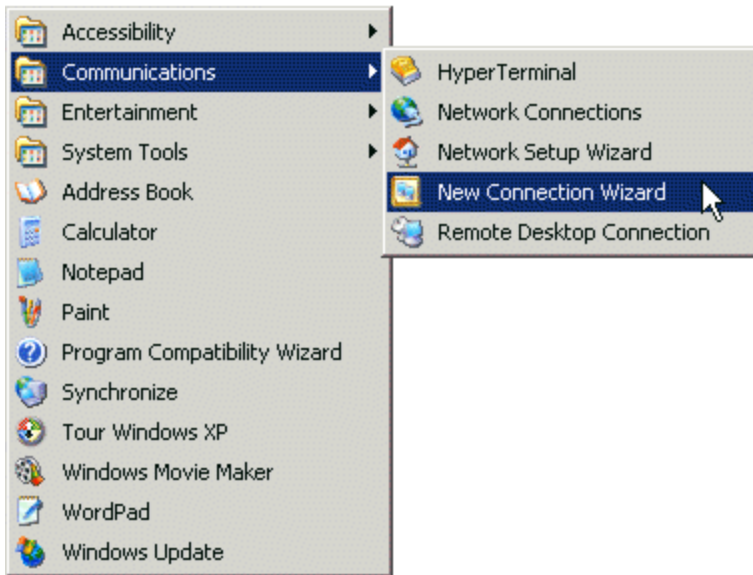 Accessibility
Communications
Entertainment
System Tools
Address Book
Calculator
Notepad
Paint
Program Compatibility Wizard
Synchronize
Tour Windows XP
Windows Movie Maker
WordPad
Windows Update
HyperTerminal
Network Connections
Network Setup Wizard
New Connection Wizard
Remote Desktop Connection